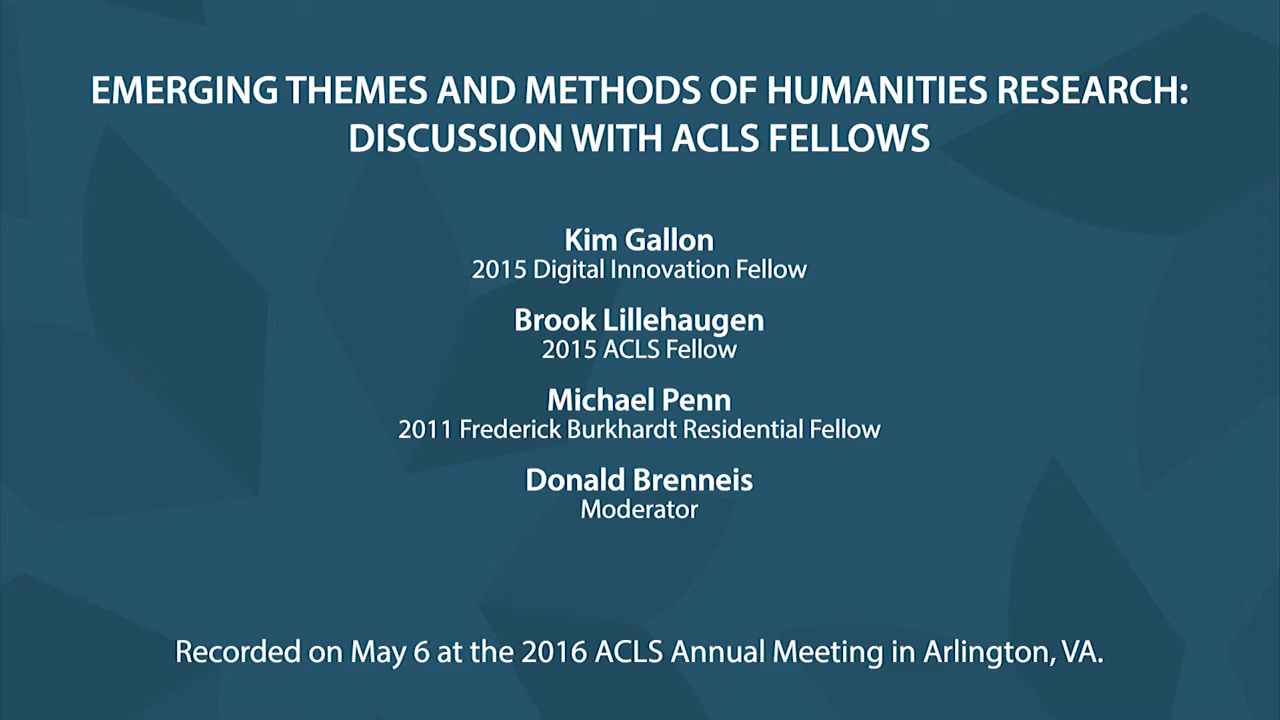 EMERGING THEMES AND METHODS OF HUMANITIES RESEARCH:
DISCUSSION WITH ACLS FELLOWS
Kim Gallon
2015 Digital Innovation Fellow
Brook Lillehaugen
2015 ACLS Fellow
Michael Penn
2011 Frederick Burkhardt Residential Fellow
Donald Brenneis
Moderator
Recorded on May 6 at the 2016 ACLS Annual Meeting in Arlington, VA.